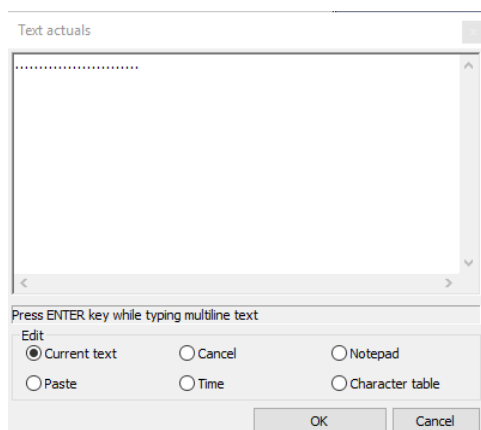 Text actuals
..........................
Press ENTER key while typing multiline text
Edit
Current text Cancel Notepad
Paste Time Character table
OK Cancel